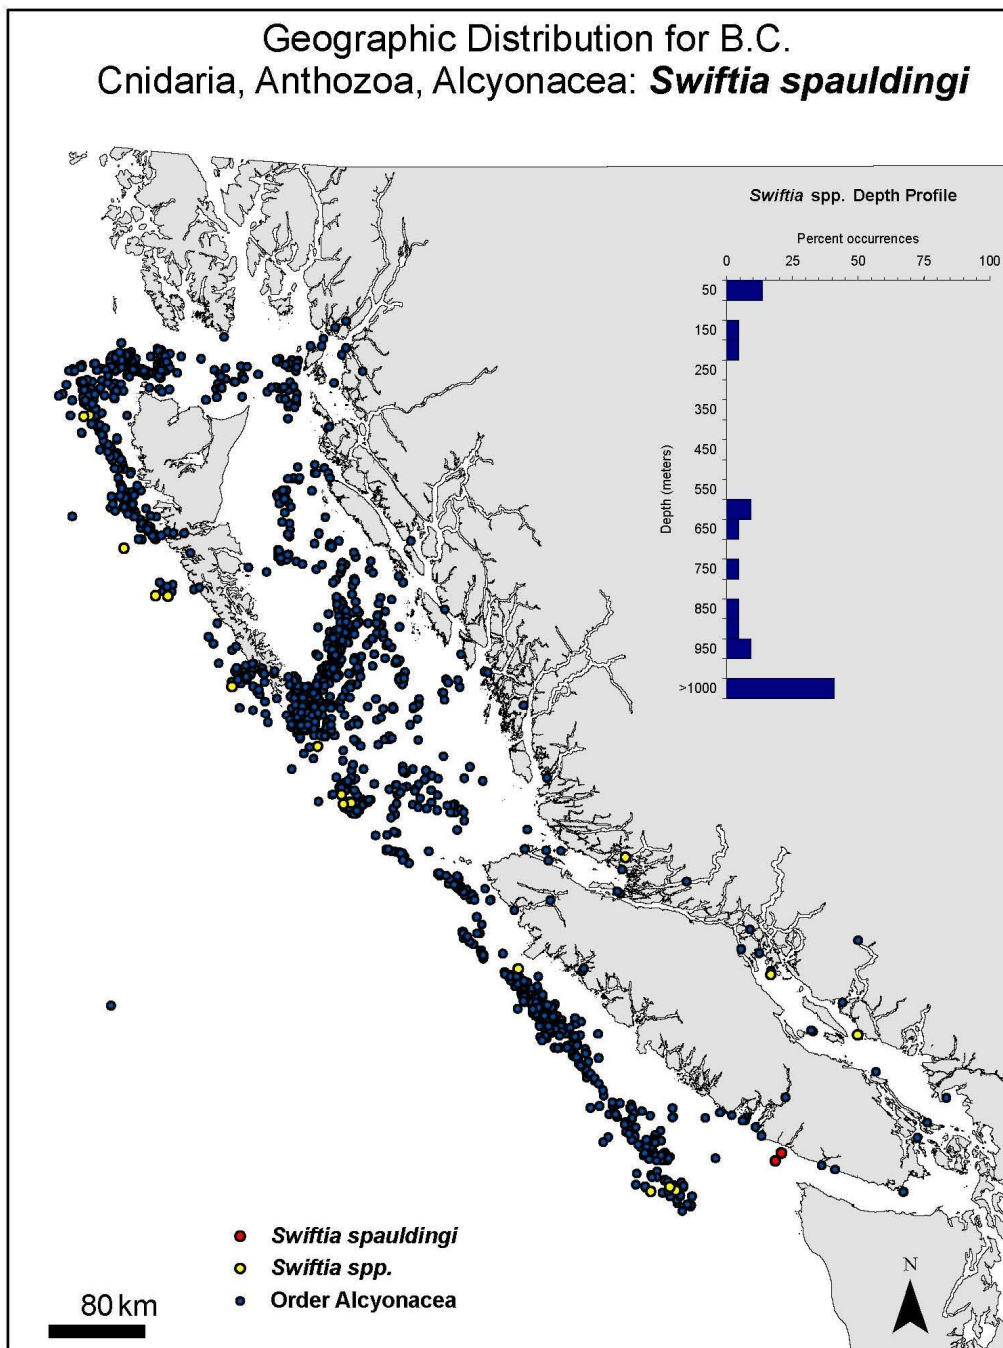 Geographic Distribution for B.C.
Cnidaria, Anthozoa, Alcyonacea: Swiftia spauldingi
Swiftia spp. Depth Profile
Percent occurrences
0 25 50 75 100
50
150
250
350
450
550
650
750
850
950
>1000
Depth (meters)
Swiftia spauldingi
Swiftia spp.
Order Alcyonacea
80 km
N